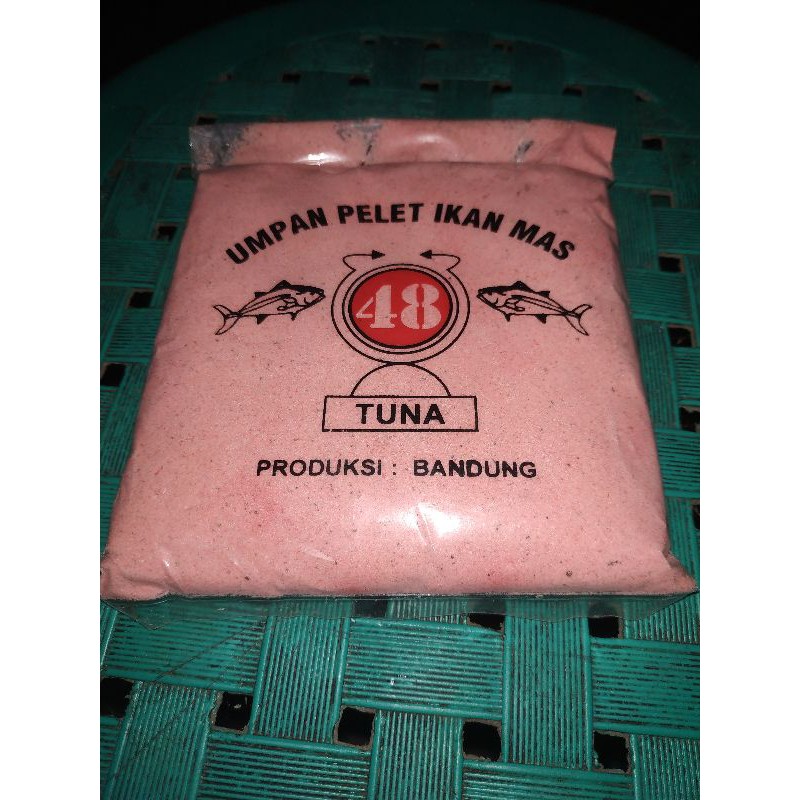 UMPAN PELET IKAN MAS
48
TUNA
PRODUKSI : BANDUNG